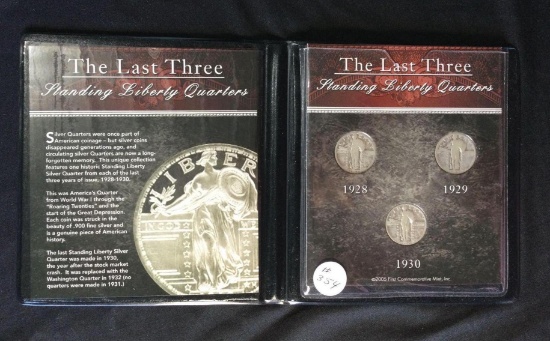 The Last Three
Standing Liberty Quarters
Silver Quarters were once part of
American coinage – but silver coins
disappeared generations ago, and
circulating silver quarters are now a long-
forgotten memory. This unique collection
features one historic Standing Liberty
Silver Quarter from each of the last
three years of issue, 1928-1930.
This was America's Quarter
from World War I through the
"Roaring Twenties" and the
start of the Great Depression.
Each coin was struck in the
beauty of .900 fine silver and
is a genuine piece of American
history.
The last Standing Liberty Silver
Quarter was made in 1930,
the year after the stock market
crash. It was replaced with the
Washington Quarter in 1932 (no
quarters were made in 1931.)
LIBERTY
The Last Three
Standing Liberty Quarters
1928
1929
1930
354
©2005 First Commemorative Mint, Inc.